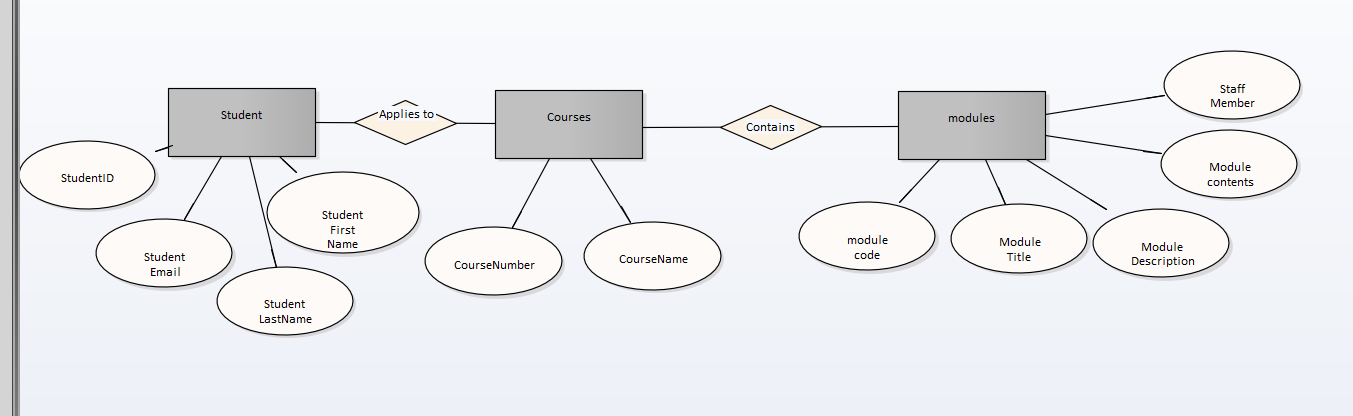 Student
Applies to
Courses
Contains
modules
Staff
Member
Module
contents
StudentID
Student
Email
Student
LastName
Student
First
Name
CourseNumber
CourseName
module
code
Module
Title
Module
Description